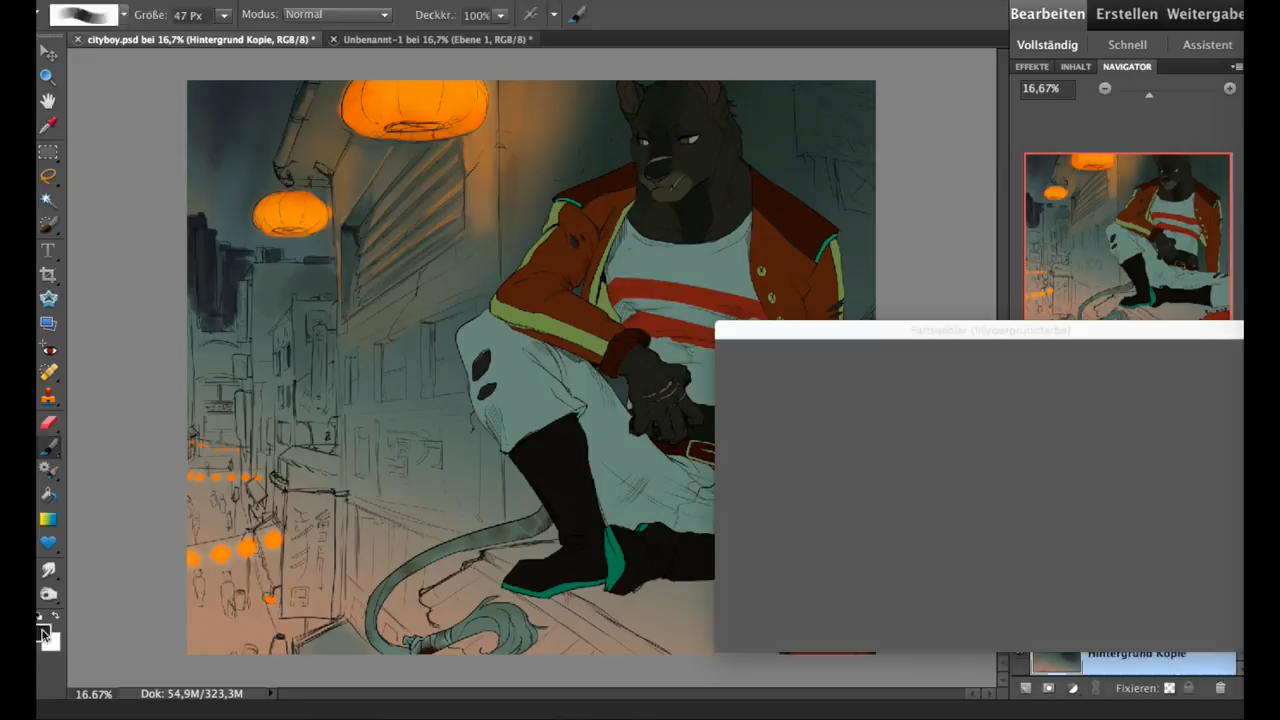 Größe: 47 Px Modus: Normal Deckkr.: 100%
Bearbeiten Erstellen Weitergabe
cityboy.psd bei 16,7% (Hintergrund Kopie, RGB/8) * Unbenannt-1 bei 16,7% (Ebene 1, RGB/8) *
Vollständig Schnell Assistent
EFFEKTE INHALT NAVIGATOR
16,67%
Hintergrund Kopie
16.67% Dok: 54,9M/323,3M
Fixieren: